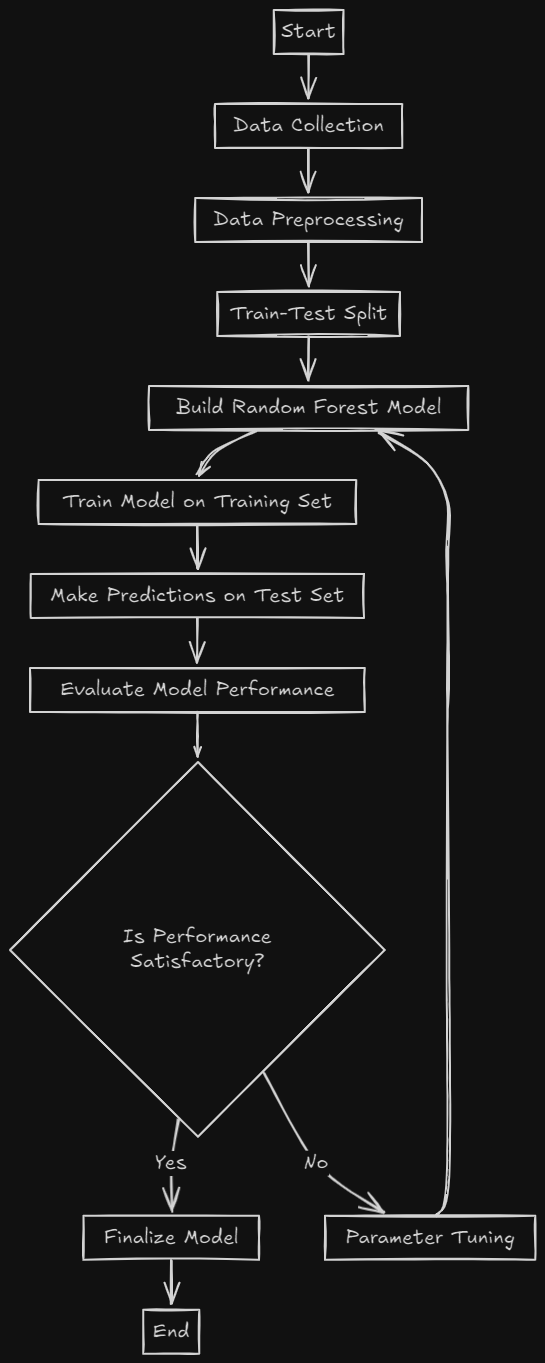 Start
Data Collection
Data Preprocessing
Train-Test Split
Build Random Forest Model
Train Model on Training Set
Make Predictions on Test Set
Evaluate Model Performance
Is Performance
Satisfactory?
Yes
No
Finalize Model
Parameter Tuning
End